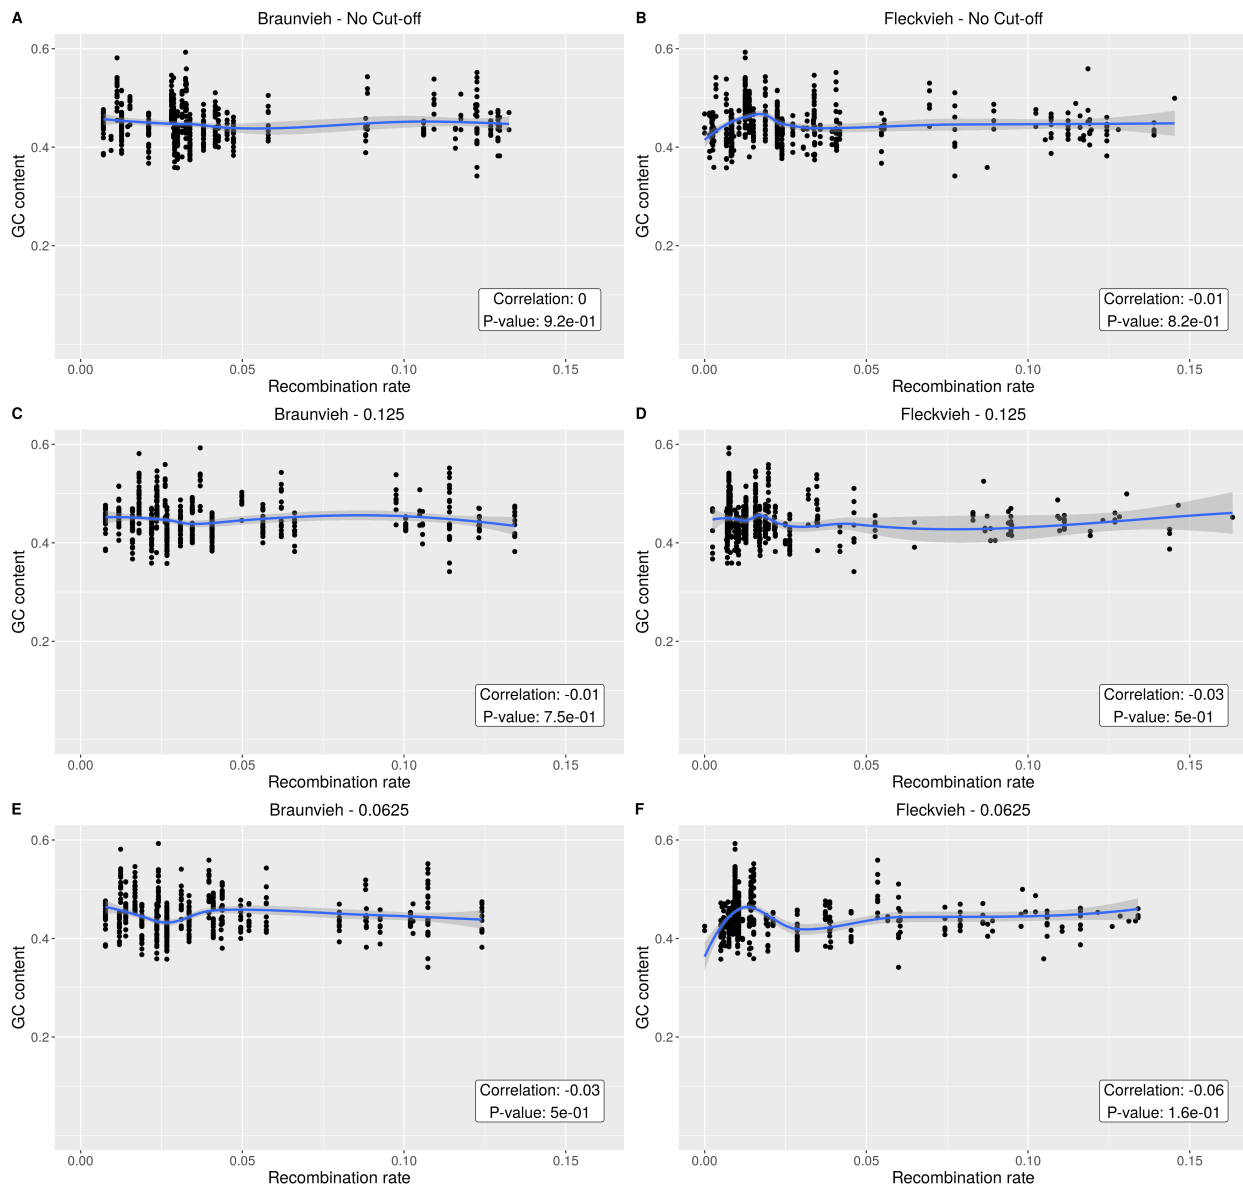 A
Braunvieh - No Cut-off
0.6
0.4
0.2
GC content
Correlation: 0
P-value: 9.2e-01
0.00
0.05
0.10
0.15
Recombination rate
B
Fleckvieh - No Cut-off
0.6
0.4
0.2
GC content
Correlation: -0.01
P-value: 8.2e-01
0.00
0.05
0.10
0.15
Recombination rate
C
Braunvieh - 0.125
0.6
0.4
0.2
GC content
Correlation: -0.01
P-value: 7.5e-01
0.00
0.05
0.10
0.15
Recombination rate
D
Fleckvieh - 0.125
0.6
0.4
0.2
GC content
Correlation: -0.03
P-value: 5e-01
0.00
0.05
0.10
0.15
Recombination rate
E
Braunvieh - 0.0625
0.6
0.4
0.2
GC content
Correlation: -0.03
P-value: 5e-01
0.00
0.05
0.10
0.15
Recombination rate
F
Fleckvieh - 0.0625
0.6
0.4
0.2
GC content
Correlation: -0.06
P-value: 1.6e-01
0.00
0.05
0.10
0.15
Recombination rate